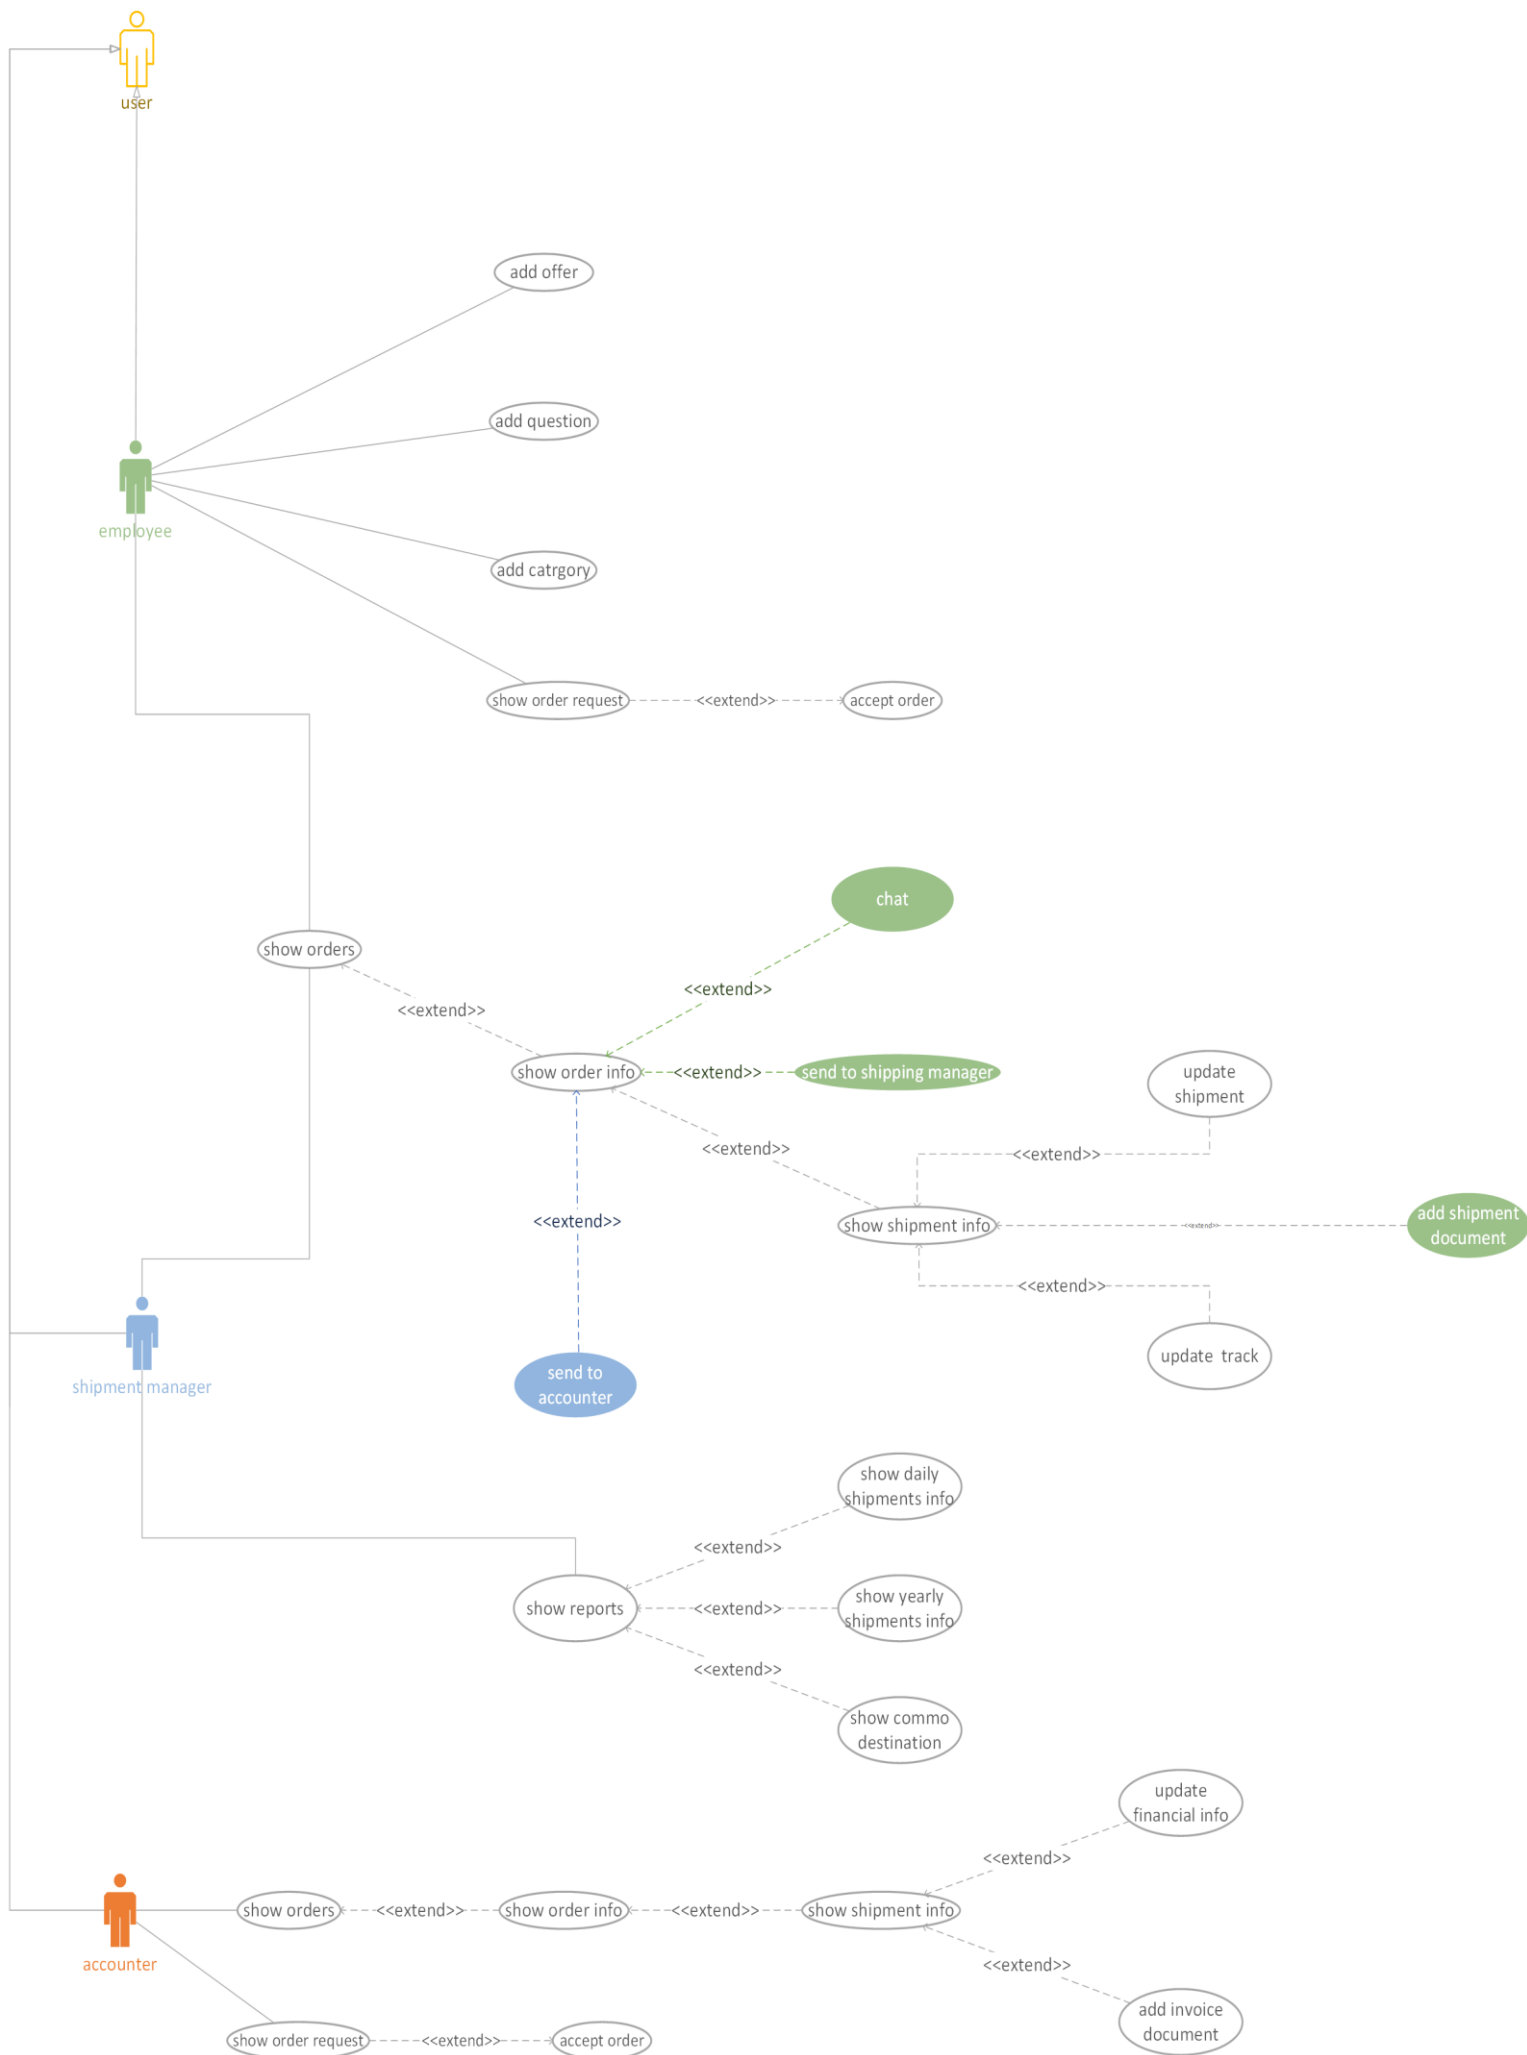 user
add offer
add question
employee
add catrgory
show order request
<<extend>>
accept order
chat
show orders
<<extend>>
<<extend>>
show order info
<<extend>>
send to shipping manager
update
shipment
<<extend>>
<<extend>>
<<extend>>
show shipment info
<<extend>>
add shipment
document
<<extend>>
update track
shipment manager
send to
accounter
show daily
shipments info
<<extend>>
show reports
<<extend>>
show yearly
shipments info
<<extend>>
show commo
destination
update
financial info
<<extend>>
show orders
<<extend>>
show order info
<<extend>>
show shipment info
accounter
<<extend>>
add invoice
document
show order request
<<extend>>
accept order